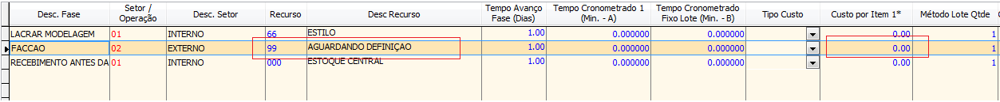 Desc. Fase Setor / Operação Desc. Setor Recurso Desc Recurso Tempo Avanço Fase (Dias) Tempo Cronometrado 1 (Min. - A) Tempo Cronometrado Fixo Lote (Min. - B) Tipo Custo Custo por Item 1* Método Lote Qtde
LACRAR MODELAGEM 01 INTERNO 66 ESTILO 1.00 0.000000 0.000000 0.00 1
FACCAO 02 EXTERNO 99 AGUARDANDO DEFINIÇAO 1.00 0.000000 0.000000 0.00 1
RECEBIMENTO ANTES DA 01 INTERNO 000 ESTOQUE CENTRAL 1.00 0.000000 0.000000 0.00 1